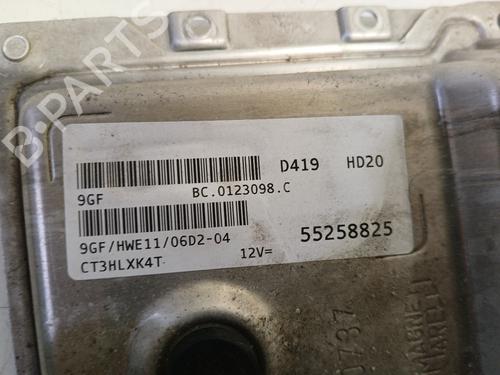 B-PARTS
D419 HD20
9GF BC.0123098.C
9GF/HWE11/06D2-04
CT3HLXK4T 12V= 55258825